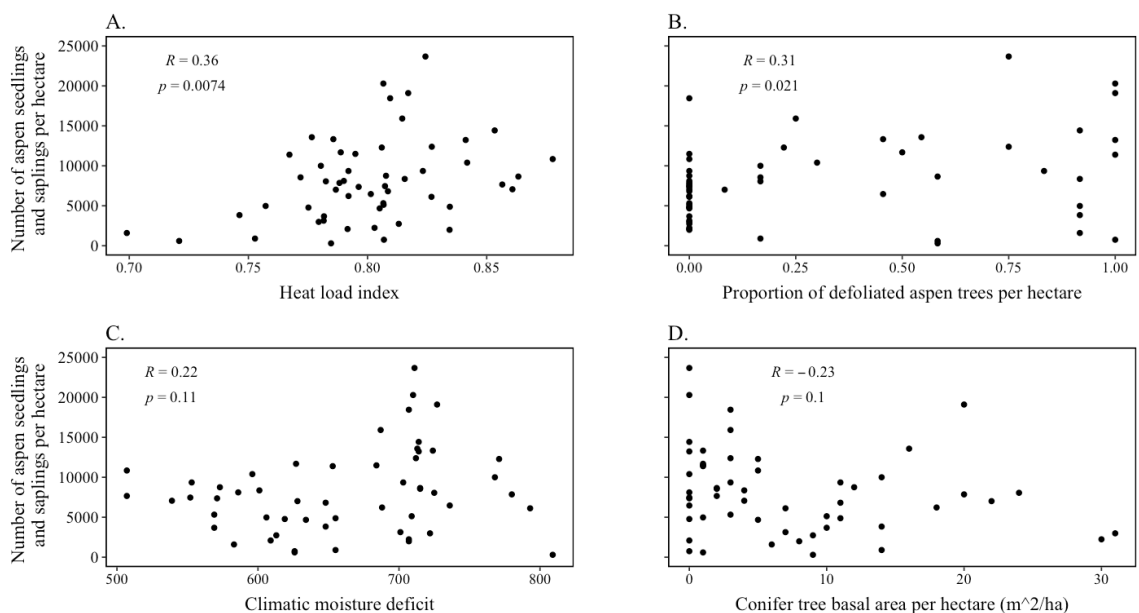 A.
Number of aspen seedlings
and saplings per hectare
25000
20000
15000
10000
5000
0
R = 0.36
p = 0.0074
0.70 0.75 0.80 0.85
Heat load index
B.
R = 0.31
p = 0.021
0.00 0.25 0.50 0.75 1.00
Proportion of defoliated aspen trees per hectare
C.
Number of aspen seedlings
and saplings per hectare
25000
20000
15000
10000
5000
0
R = 0.22
p = 0.11
500 600 700 800
Climatic moisture deficit
D.
R = −0.23
p = 0.1
0 10 20 30
Conifer tree basal area per hectare (m^2/ha)